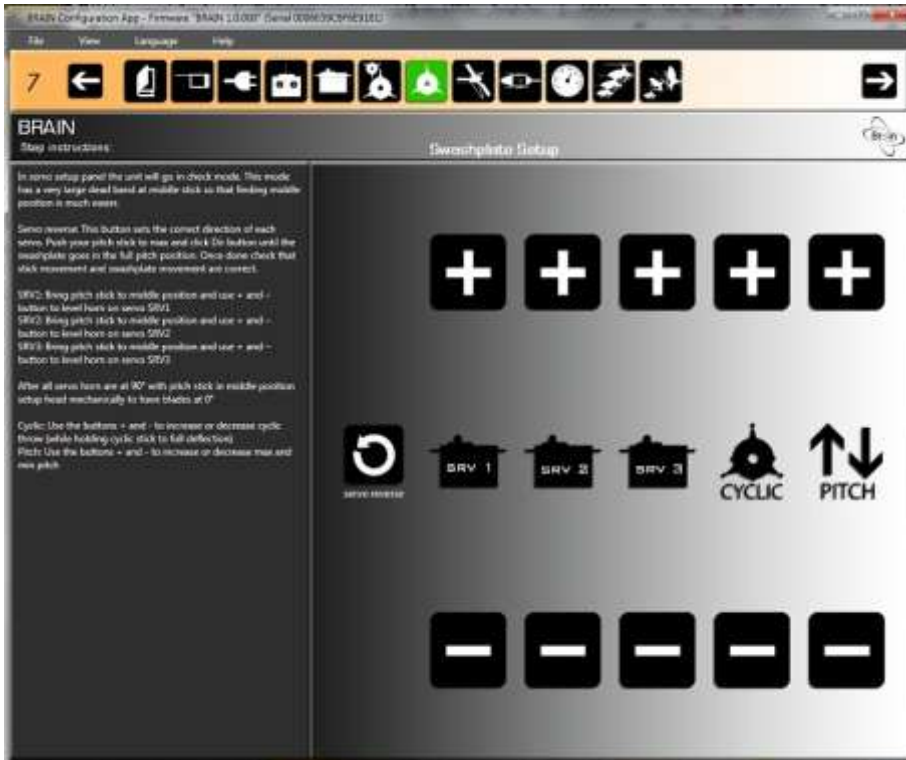 BRAIN Configuration App - Firmware "BRAIN 1.0.000"
File View Language Help
7
BRAIN
Step instructions:
Swashplate Setup
Brain
In servo setup panel the unit will go in check mode. This mode
has a very large dead band at middle stick so that finding middle
position is much easier.
Servo reverse: This button sets the correct direction of each
servo. Push your pitch stick to max and click Dir button until the
swashplate goes in the full pitch position. Once done check that
stick movement and swashplate movement are correct.
SRV1: Bring pitch stick to middle position and use + and -
button to level horn on servo SRV1
SRV2: Bring pitch stick to middle position and use + and -
button to level horn on servo SRV2
SRV3: Bring pitch stick to middle position and use + and -
button to level horn on servo SRV3
After all servo horn are at 90° with pitch stick in middle position
setup head mechanically to have blades at 0°
Cyclic: Use the buttons + and - to increase or decrease cyclic
throw (while holding cyclic stick to full deflection)
Pitch: Use the buttons + and - to increase or decrease max and
min pitch
servo reverse
SRV 1
SRV 2
SRV 3
CYCLIC
PITCH